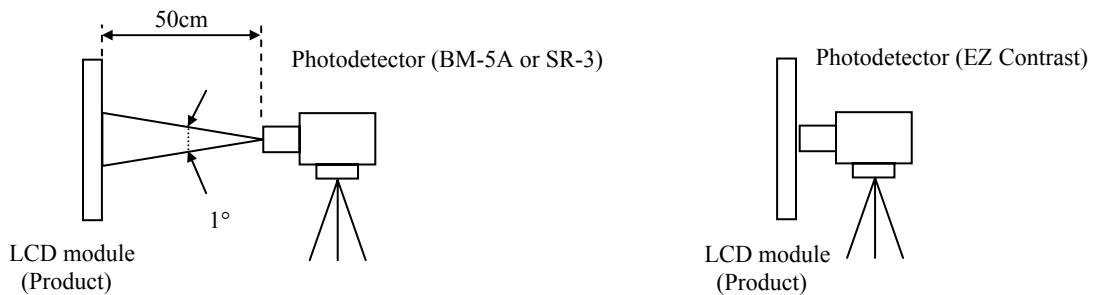 50cm
Photodetector (BM-5A or SR-3)
1°
LCD module
(Product)
Photodetector (EZ Contrast)
LCD module
(Product)